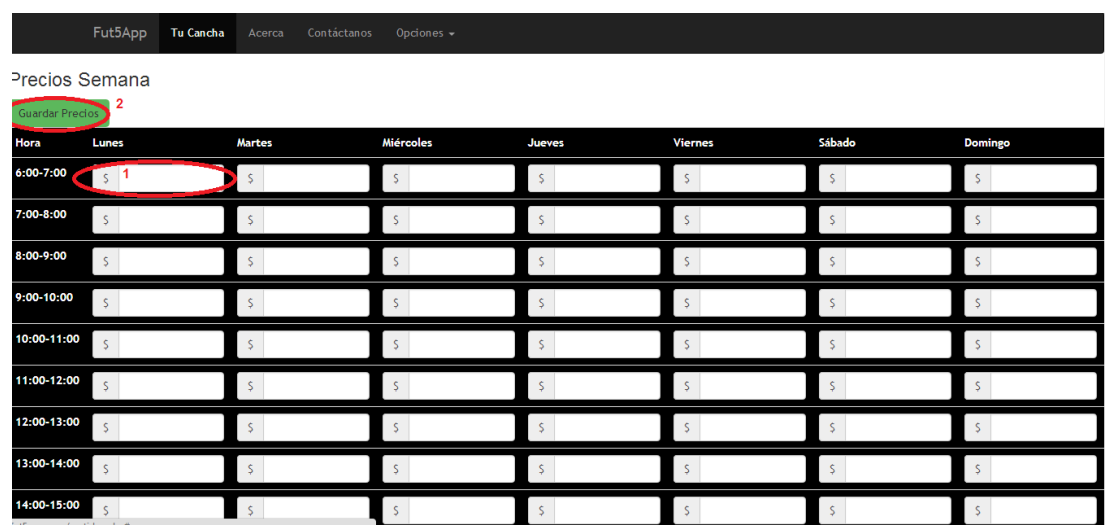 Fut5App Tu Cancha Acerca Contáctanos Opciones
Precios Semana
Guardar Precios 2
Hora Lunes Martes Miércoles Jueves Viernes Sábado Domingo
6:00-7:00 $ 1 $ $ $ $ $ $
7:00-8:00 $ $ $ $ $ $ $
8:00-9:00 $ $ $ $ $ $ $
9:00-10:00 $ $ $ $ $ $ $
10:00-11:00 $ $ $ $ $ $ $
11:00-12:00 $ $ $ $ $ $ $
12:00-13:00 $ $ $ $ $ $ $
13:00-14:00 $ $ $ $ $ $ $
14:00-15:00 $ $ $ $ $ $ $